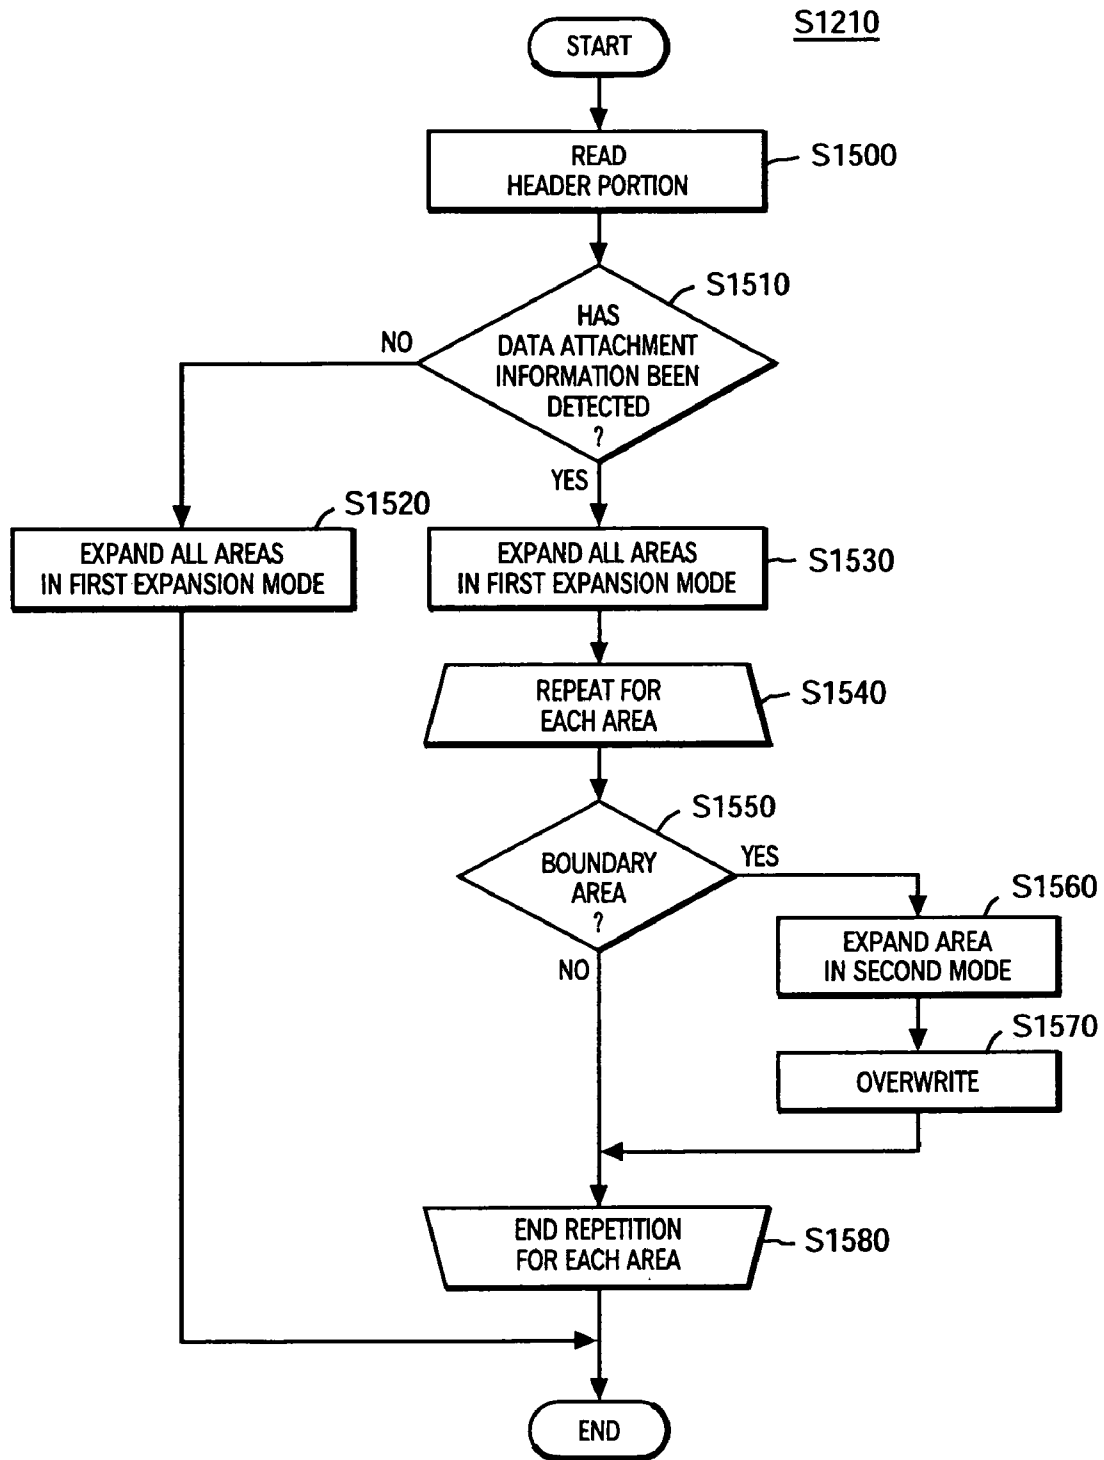 S1210
START
READ
HEADER PORTION
S1500
S1510
HAS
DATA ATTACHMENT
INFORMATION BEEN
DETECTED
?
NO
YES
S1520
EXPAND ALL AREAS
IN FIRST EXPANSION MODE
EXPAND ALL AREAS
IN FIRST EXPANSION MODE
S1530
REPEAT FOR
EACH AREA
S1540
S1550
BOUNDARY
AREA
?
YES
NO
S1560
EXPAND AREA
IN SECOND MODE
S1570
OVERWRITE
END REPETITION
FOR EACH AREA
S1580
END